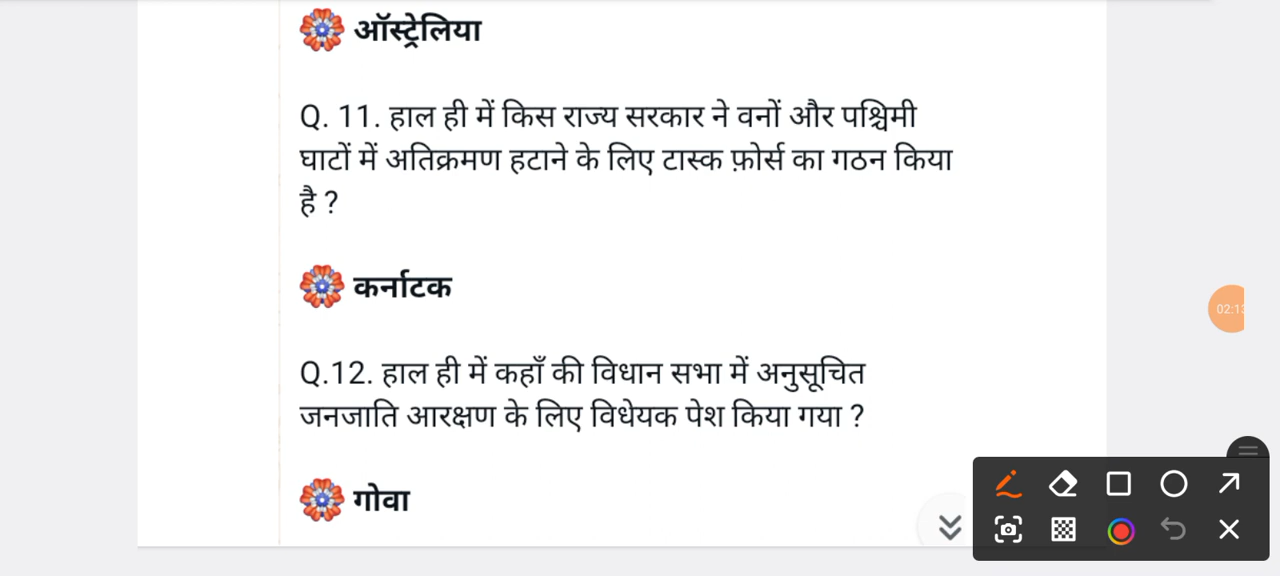 ऑस्ट्रेलिया
Q. 11. हाल ही में किस राज्य सरकार ने वनों और पश्चिमी
घाटों में अतिक्रमण हटाने के लिए टास्क फ़ोर्स का गठन किया
है ?
कर्नाटक
Q.12. हाल ही में कहाँ की विधान सभा में अनुसूचित
जनजाति आरक्षण के लिए विधेयक पेश किया गया ?
गोवा